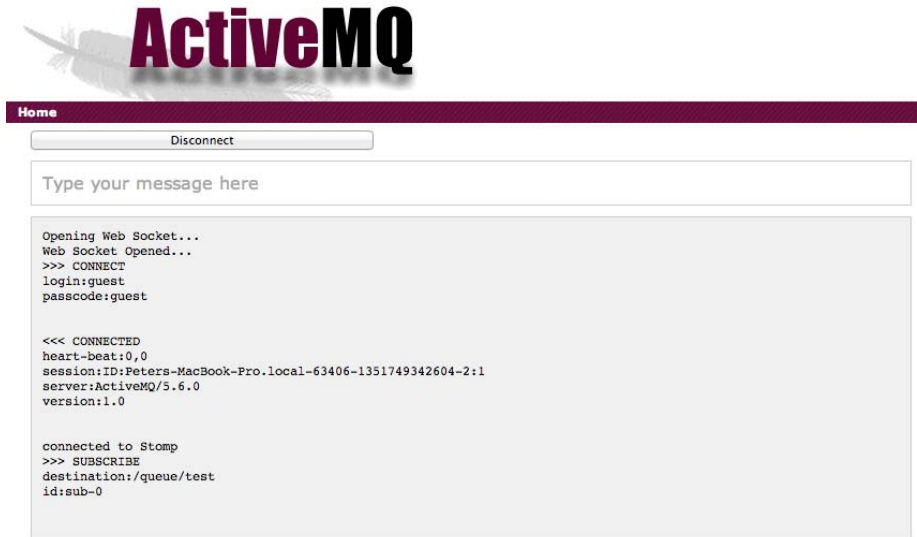 ActiveMQ
Home
Disconnect
Type your message here
Opening Web Socket...
Web Socket Opened...
>>> CONNECT
login:guest
passcode:guest
<<< CONNECTED
heart-beat:0,0
session:ID:Peters-MacBook-Pro.local-63406-1351749342604-2:1
server:ActiveMQ/5.6.0
version:1.0
connected to Stomp
>>> SUBSCRIBE
destination:/queue/test
id:sub-0